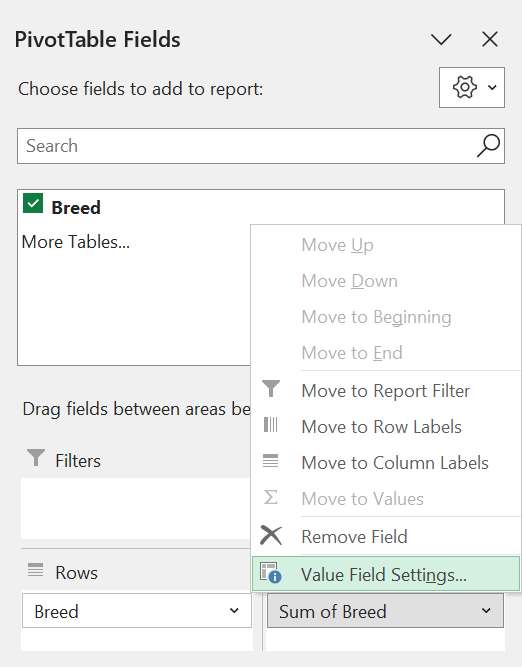 PivotTable Fields
Choose fields to add to report:
Search
Breed
More Tables...
Move Up
Move Down
Move to Beginning
Move to End
Move to Report Filter
Move to Row Labels
Move to Column Labels
Move to Values
Remove Field
Value Field Settings...
Drag fields between areas be
Filters
Rows
Breed
Sum of Breed